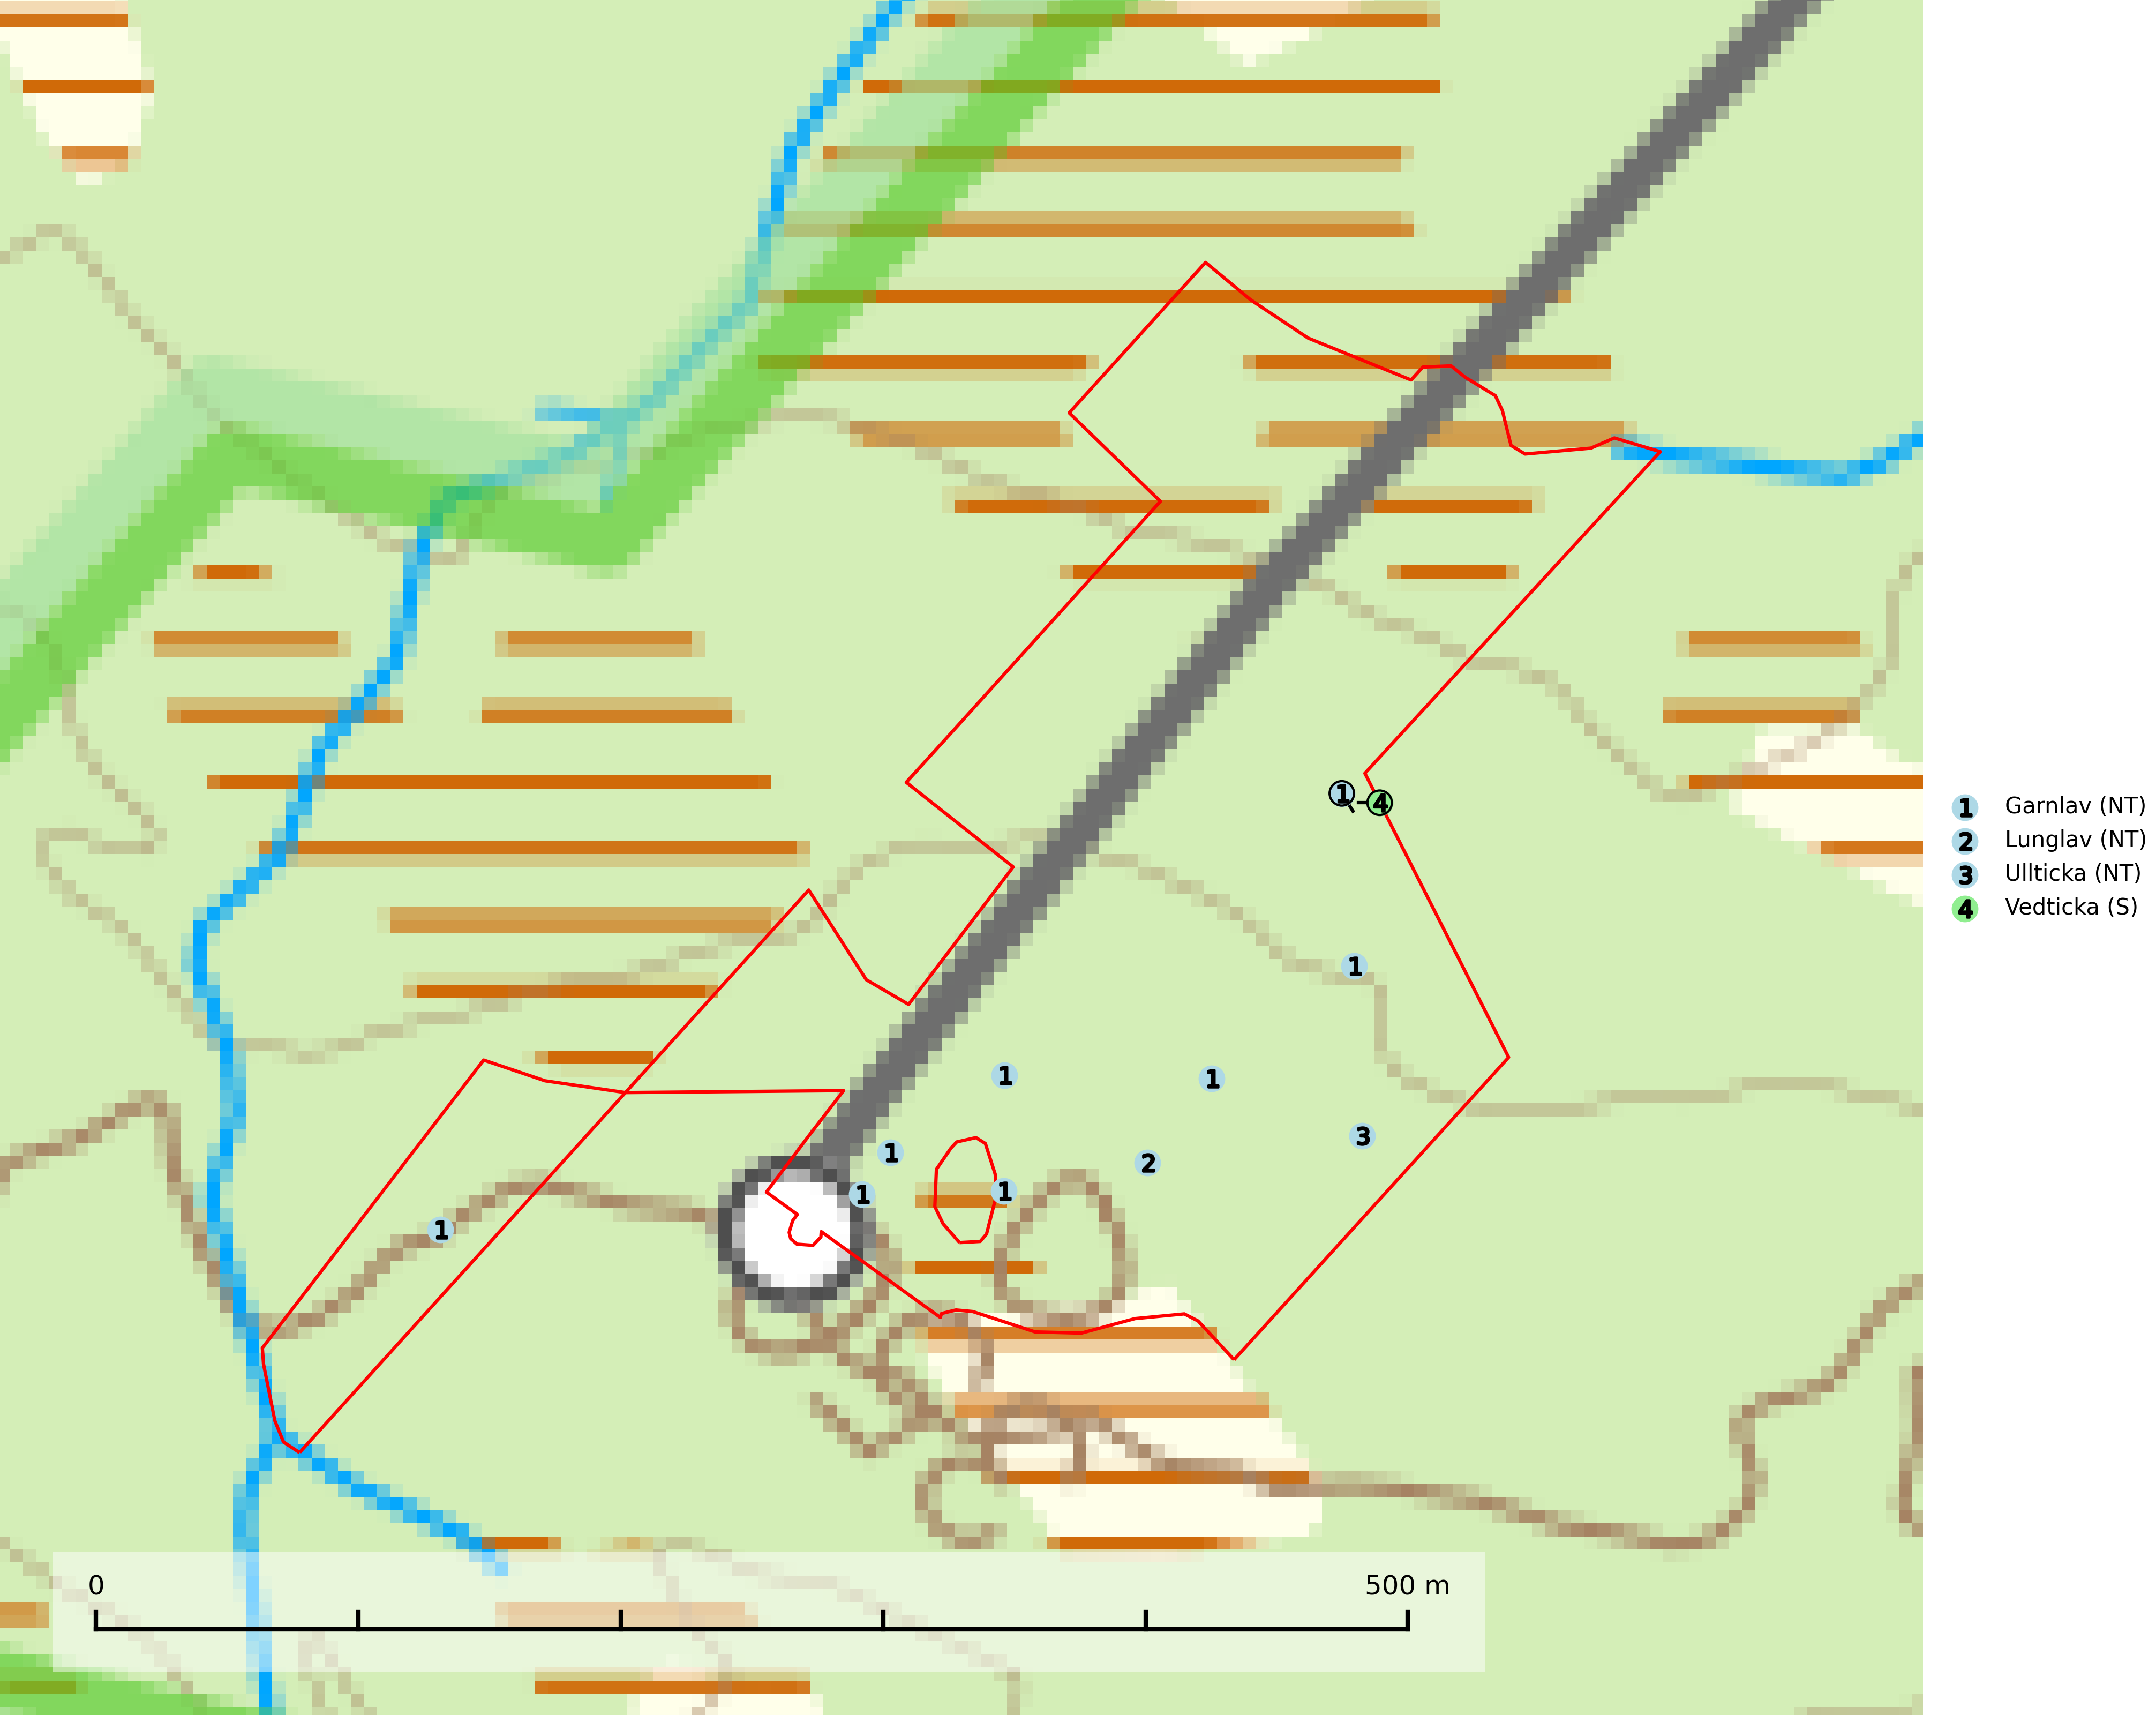 1
4
1
1
1
1
3
2
1
1
1
1 Garnlav (NT)
2 Lunglav (NT)
3 Ullticka (NT)
4 Vedticka (S)
0 500 m